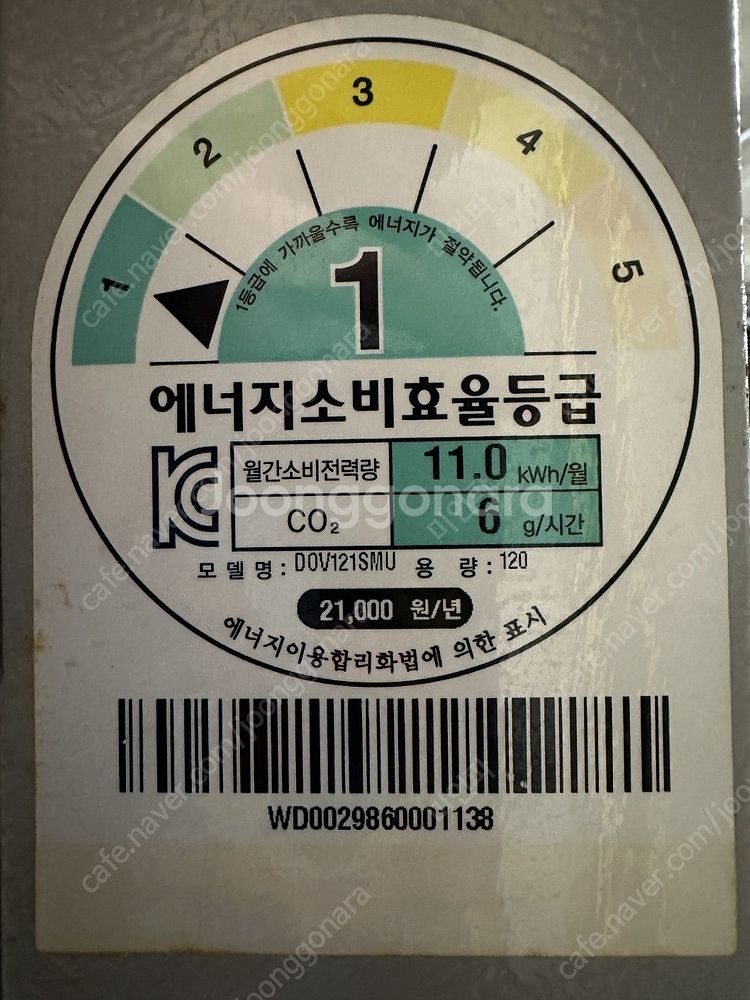 1 2 3 4 5
1등급에 가까울수록 에너지가 절약됩니다.
1
에너지소비효율등급
월간소비전력량 11.0 kWh/월
CO₂ 6 g/시간
모델명: DOV121SMU 용량: 120
21,000 원/년
에너지이용합리화법에 의한 표시
WD0029860001138
joonggonara
cafe.naver.com/joonggonara